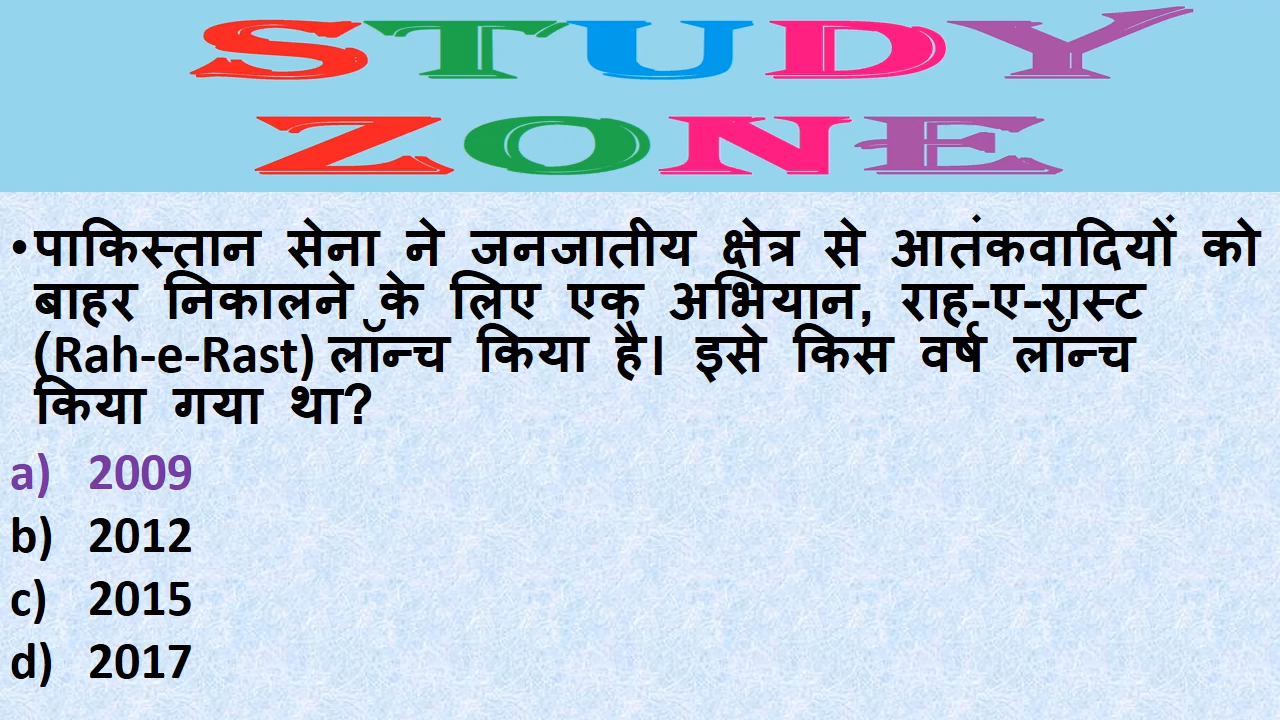 STUDY
ZONE
•पाकिस्तान सेना ने जनजातीय क्षेत्र से आतंकवादियों को
बाहर निकालने के लिए एक अभियान, राह-ए-रास्ट
(Rah-e-Rast) लॉन्च किया है। इसे किस वर्ष लॉन्च
किया गया था?
a) 2009
b) 2012
c) 2015
d) 2017